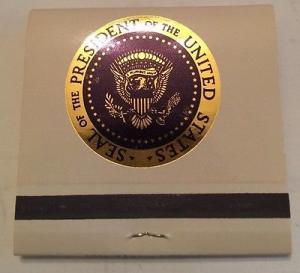 SEAL OF THE PRESIDENT OF THE UNITED STATES